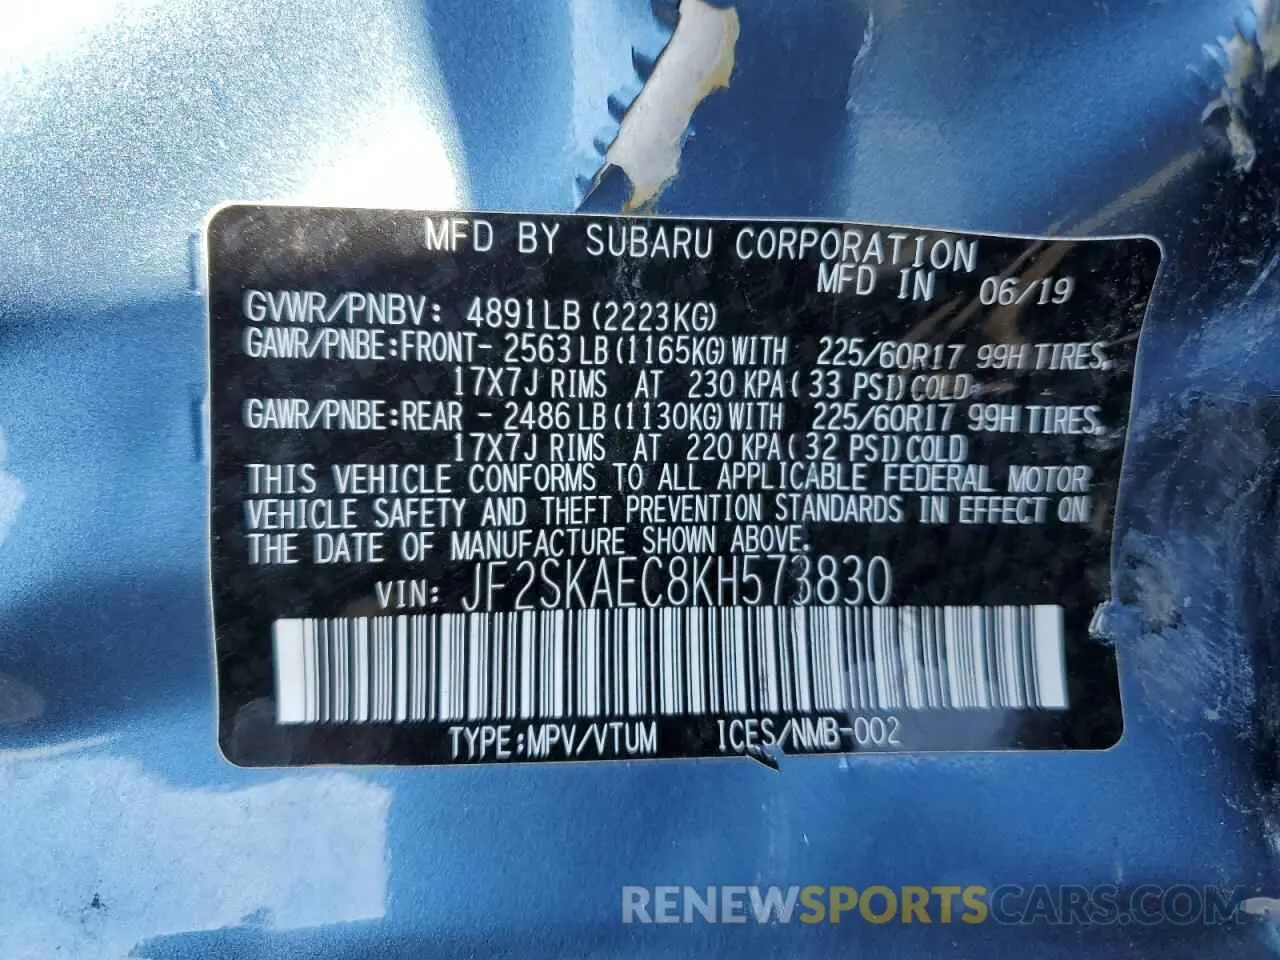 MFD BY SUBARU CORPORATION
MFD IN 06/19
GVWR/PNBV: 4891LB (2223KG)
GAWR/PNBE:FRONT- 2563 LB (1165KG) WITH 225/60R17 99H TIRES,
17X7J RIMS AT 230 KPA ( 33 PSI) COLD
GAWR/PNBE:REAR - 2486 LB (1130KG) WITH 225/60R17 99H TIRES,
17X7J RIMS AT 220 KPA ( 32 PSI) COLD
THIS VEHICLE CONFORMS TO ALL APPLICABLE FEDERAL MOTOR
VEHICLE SAFETY AND THEFT PREVENTION STANDARDS IN EFFECT ON
THE DATE OF MANUFACTURE SHOWN ABOVE.
VIN: JF2SKAEC8KH573830
TYPE:MPV/VTUM ICES/NMB-002
RENEWSPORTSCARS.COM